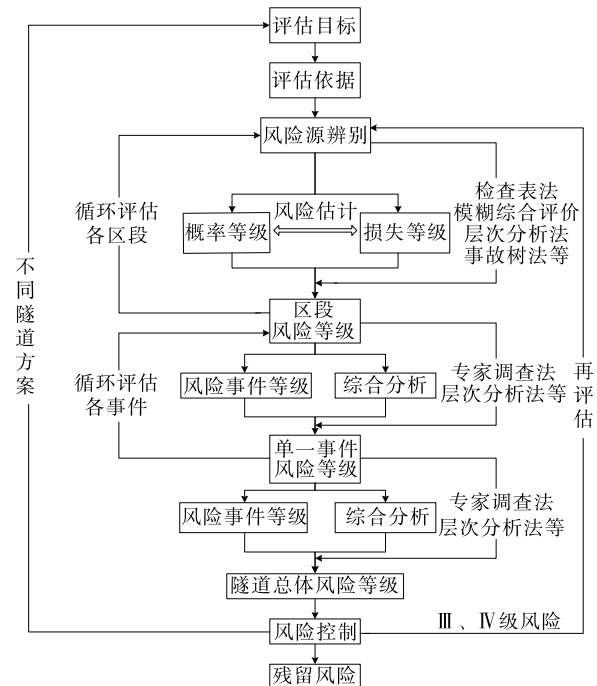 评估目标
评估依据
风险源辨别
检查表法
模糊综合评价
层次分析法
事故树法等
循环评估
各区段
风险估计
概率等级
损失等级
不同隧道方案
区段
风险等级
循环评估
各事件
风险事件等级
综合分析
专家调查法
层次分析法等
再评估
单一事件
风险等级
风险事件等级
综合分析
专家调查法
层次分析法等
隧道总体风险等级
风险控制
Ⅲ、Ⅳ级风险
残留风险